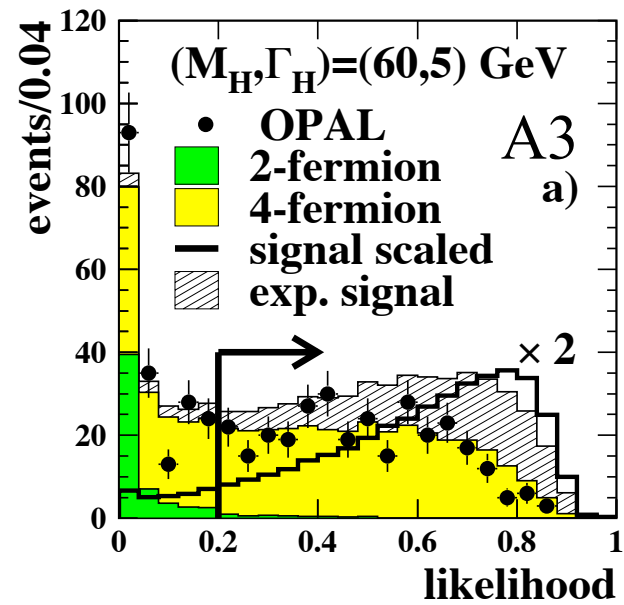 120
100
80
60
40
20
0
events/0.04
(M_H,Γ_H)=(60,5) GeV
OPAL
2-fermion
4-fermion
signal scaled
exp. signal
A3
a)
× 2
0 0.2 0.4 0.6 0.8 1
likelihood